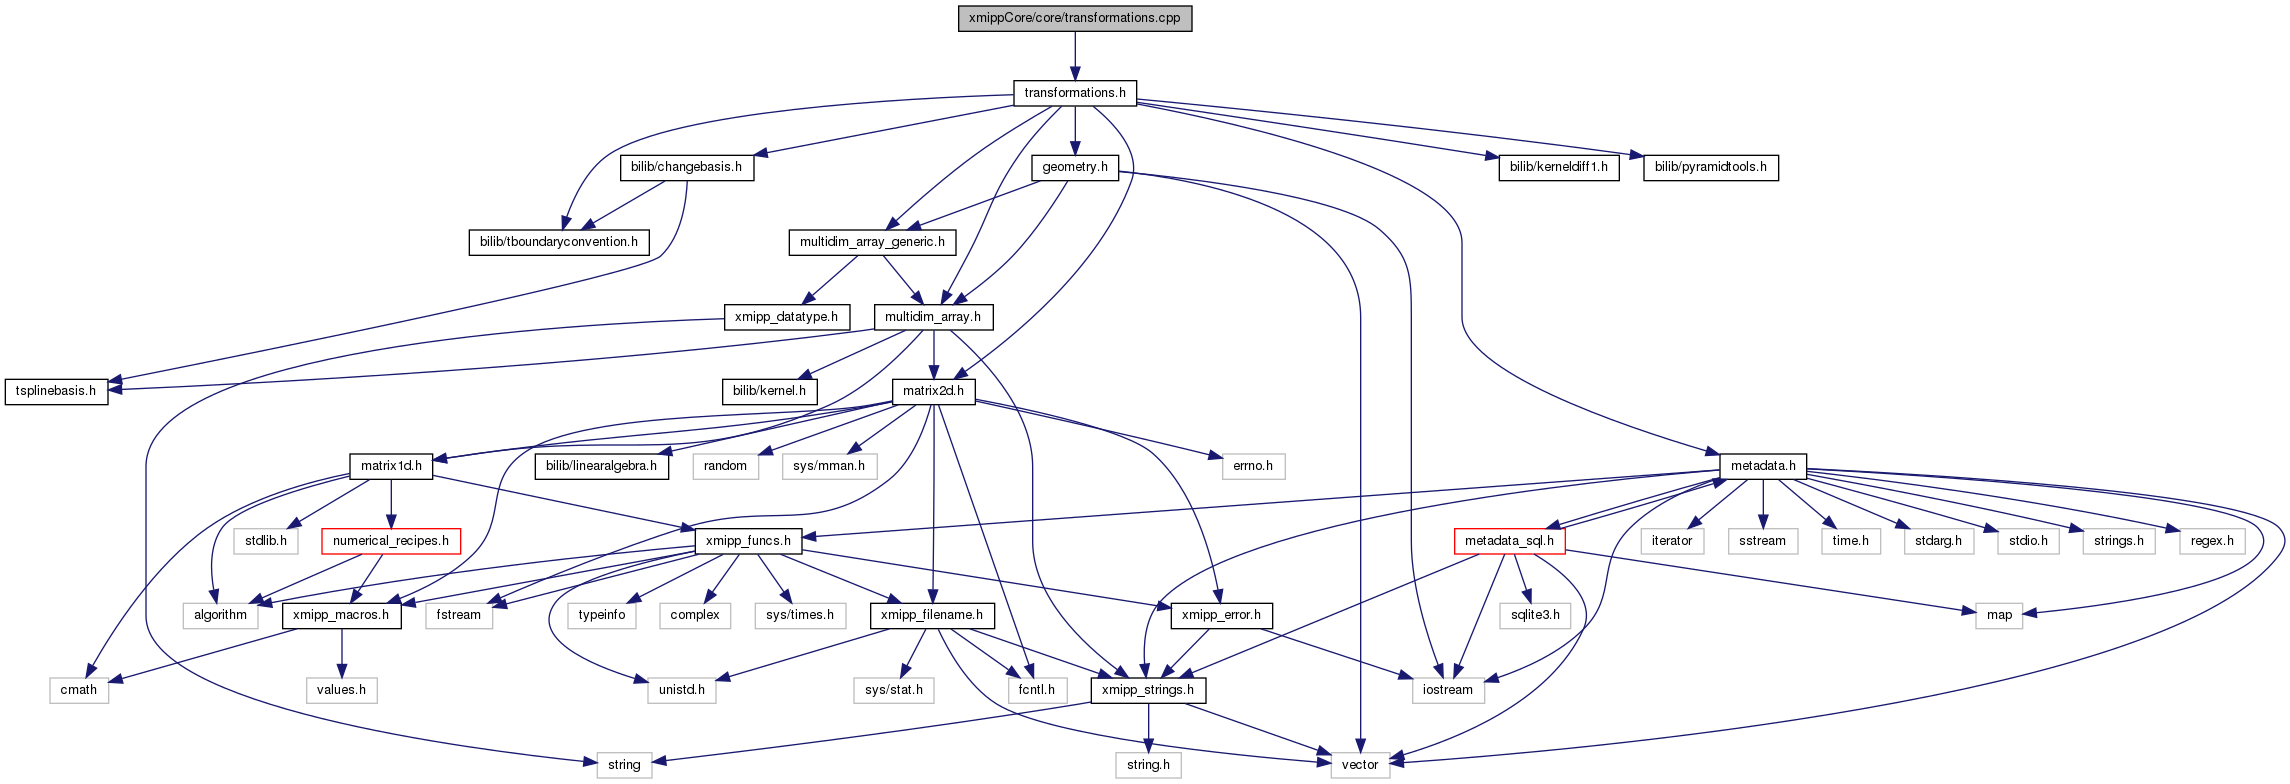 xmippCore/core/transformations.cpp
transformations.h
bilib/changebasis.h
geometry.h
bilib/kerneldiff1.h
bilib/pyramidtools.h
bilib/tboundaryconvention.h
multidim_array_generic.h
xmipp_datatype.h
multidim_array.h
tsplinebasis.h
bilib/kernel.h
matrix2d.h
matrix1d.h
bilib/linearalgebra.h
random
sys/mman.h
errno.h
metadata.h
stdlib.h
numerical_recipes.h
xmipp_funcs.h
metadata_sql.h
iterator
sstream
time.h
stdarg.h
stdio.h
strings.h
regex.h
algorithm
xmipp_macros.h
fstream
typeinfo
complex
sys/times.h
xmipp_filename.h
xmipp_error.h
sqlite3.h
map
cmath
values.h
unistd.h
sys/stat.h
fcntl.h
xmipp_strings.h
iostream
string
string.h
vector